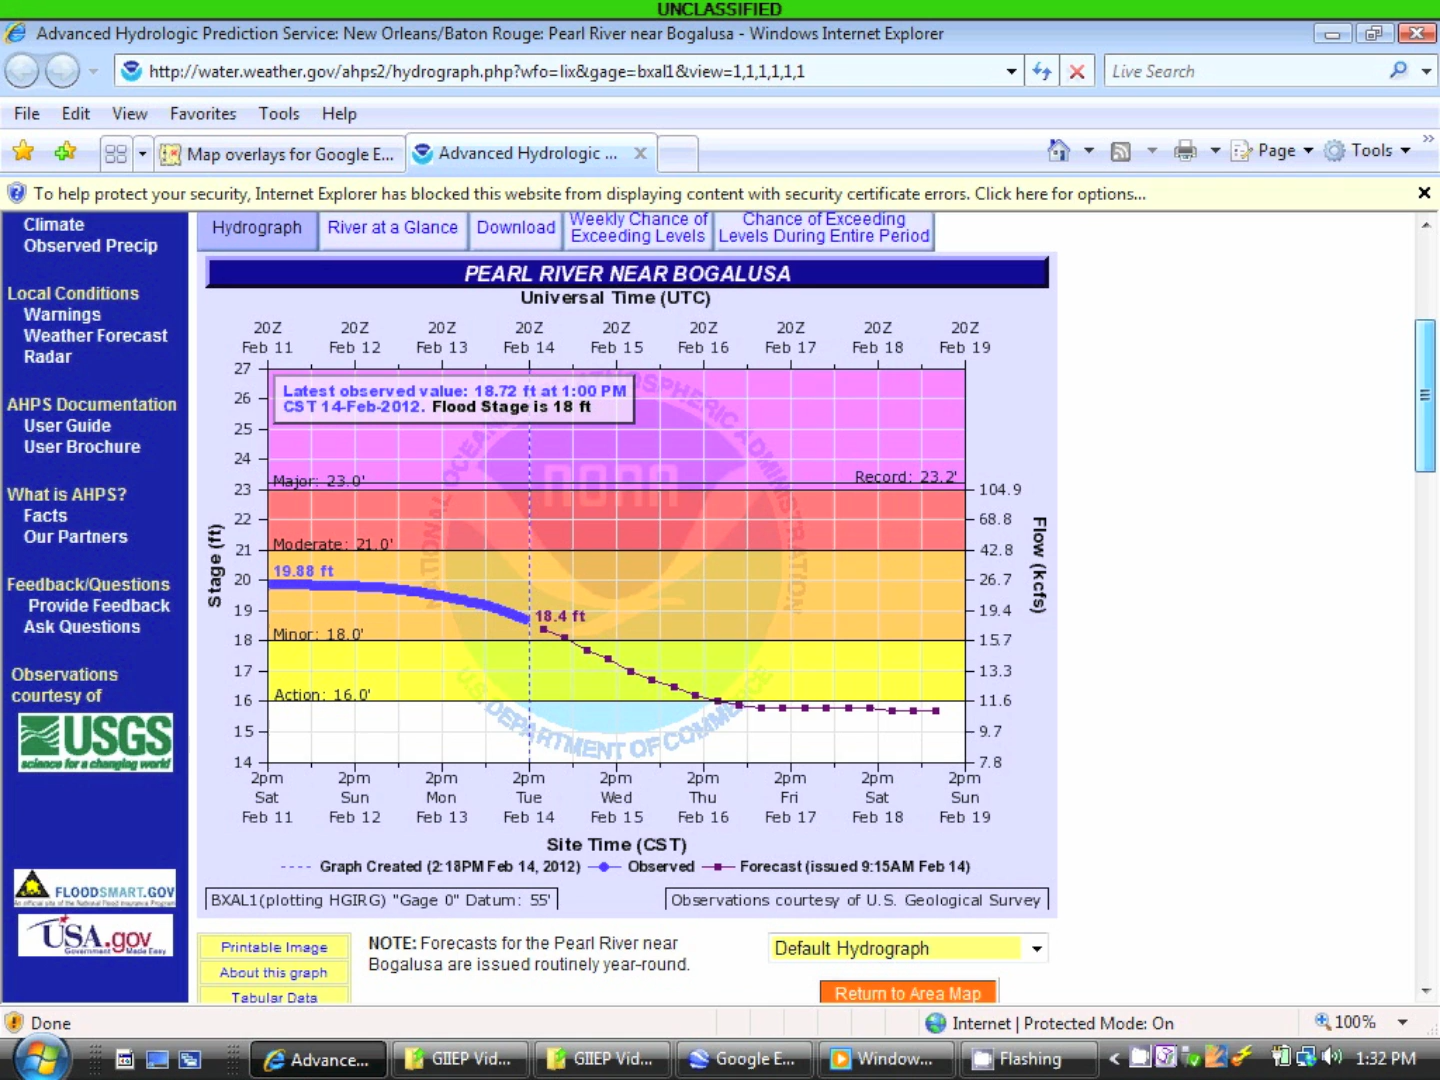 UNCLASSIFIED
Advanced Hydrologic Prediction Service: New Orleans/Baton Rouge: Pearl River near Bogalusa - Windows Internet Explorer
http://water.weather.gov/ahps2/hydrograph.php?wfo=lix&gage=bxal1&view=1,1,1,1,1,1
Live Search
File Edit View Favorites Tools Help
Map overlays for Google E...
Advanced Hydrologic ...
Page Tools
To help protect your security, Internet Explorer has blocked this website from displaying content with security certificate errors. Click here for options...
Climate
Observed Precip
Local Conditions
Warnings
Weather Forecast
Radar
AHPS Documentation
User Guide
User Brochure
What is AHPS?
Facts
Our Partners
Feedback/Questions
Provide Feedback
Ask Questions
Observations
courtesy of
USGS
science for a changing world
FLOODSMART.GOV
USA.gov
Government Made Easy
Hydrograph
River at a Glance
Download
Weekly Chance of
Exceeding Levels
Chance of Exceeding
Levels During Entire Period
PEARL RIVER NEAR BOGALUSA
Universal Time (UTC)
20Z 20Z 20Z 20Z 20Z 20Z 20Z 20Z 20Z
Feb 11 Feb 12 Feb 13 Feb 14 Feb 15 Feb 16 Feb 17 Feb 18 Feb 19
Latest observed value: 18.72 ft at 1:00 PM
CST 14-Feb-2012. Flood Stage is 18 ft
27
26
25
24
23
22
21
20
19
18
17
16
15
14
Stage (ft)
Major: 23.0'
Record: 23.2'
Moderate: 21.0'
19.88 ft
18.4 ft
Minor: 18.0'
Action: 16.0'
NOAA
NATIONAL OCEANIC AND ATMOSPHERIC ADMINISTRATION
U.S. DEPARTMENT OF COMMERCE
104.9
68.8
42.8
26.7
19.4
15.7
13.3
11.6
9.7
7.8
Flow (kcfs)
2pm 2pm 2pm 2pm 2pm 2pm 2pm 2pm 2pm
Sat Sun Mon Tue Wed Thu Fri Sat Sun
Feb 11 Feb 12 Feb 13 Feb 14 Feb 15 Feb 16 Feb 17 Feb 18 Feb 19
Site Time (CST)
Graph Created (2:18PM Feb 14, 2012) Observed Forecast (issued 9:15AM Feb 14)
BXAL1(plotting HGIRG) "Gage 0" Datum: 55'
Observations courtesy of U.S. Geological Survey
Printable Image
About this graph
Tabular Data
NOTE: Forecasts for the Pearl River near
Bogalusa are issued routinely year-round.
Default Hydrograph
Return to Area Map
Done
Internet | Protected Mode: On
100%
Advance...
GIIEP Vid...
GIIEP Vid...
Google E...
Window...
Flashing
1:32 PM